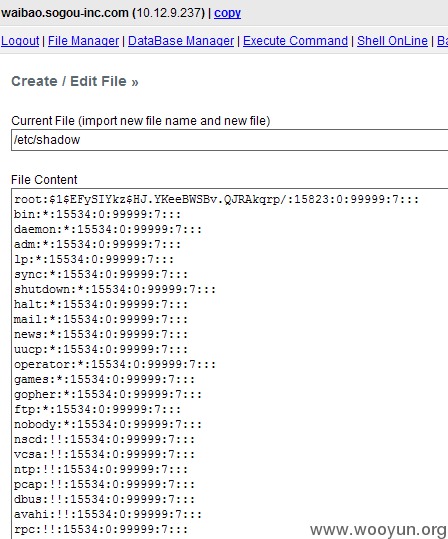 waibao.sogou-inc.com (10.12.9.237) | copy
Logout | File Manager | DataBase Manager | Execute Command | Shell OnLine | Ba
Create / Edit File »
Current File (import new file name and new file)
/etc/shadow
File Content
root:$1$EFySIYkz$HJ.YKeeBWSBv.QJRAkqrp/:15823:0:99999:7:::
bin:*:15534:0:99999:7:::
daemon:*:15534:0:99999:7:::
adm:*:15534:0:99999:7:::
lp:*:15534:0:99999:7:::
sync:*:15534:0:99999:7:::
shutdown:*:15534:0:99999:7:::
halt:*:15534:0:99999:7:::
mail:*:15534:0:99999:7:::
news:*:15534:0:99999:7:::
uucp:*:15534:0:99999:7:::
operator:*:15534:0:99999:7:::
games:*:15534:0:99999:7:::
gopher:*:15534:0:99999:7:::
ftp:*:15534:0:99999:7:::
nobody:*:15534:0:99999:7:::
nscd:!!:15534:0:99999:7:::
vcsa:!!:15534:0:99999:7:::
ntp:!!:15534:0:99999:7:::
pcap:!!:15534:0:99999:7:::
dbus:!!:15534:0:99999:7:::
avahi:!!:15534:0:99999:7:::
rpc:!!:15534:0:99999:7:::
www.wooyun.org